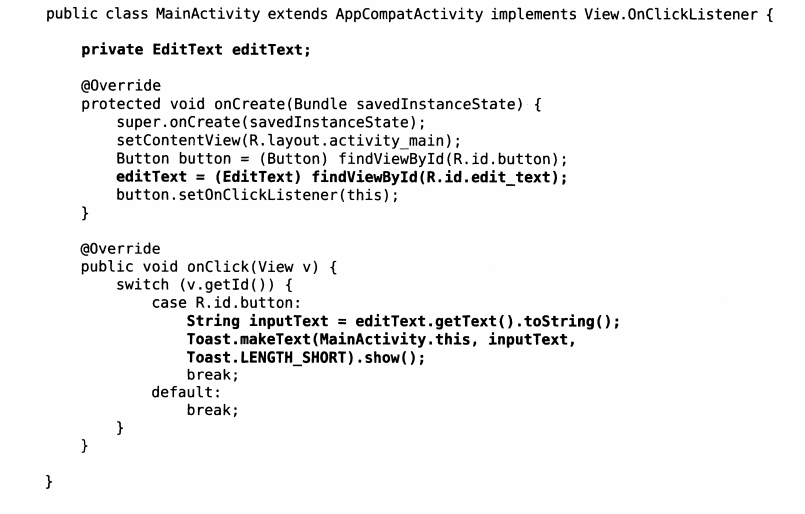 public class MainActivity extends AppCompatActivity implements View.OnClickListener {
    private EditText editText;
    @Override
    protected void onCreate(Bundle savedInstanceState) {
        super.onCreate(savedInstanceState);
        setContentView(R.layout.activity_main);
        Button button = (Button) findViewById(R.id.button);
        editText = (EditText) findViewById(R.id.edit_text);
        button.setOnClickListener(this);
    }
    @Override
    public void onClick(View v) {
        switch (v.getId()) {
            case R.id.button:
                String inputText = editText.getText().toString();
                Toast.makeText(MainActivity.this, inputText,
                Toast.LENGTH_SHORT).show();
                break;
            default:
                break;
        }
    }
}